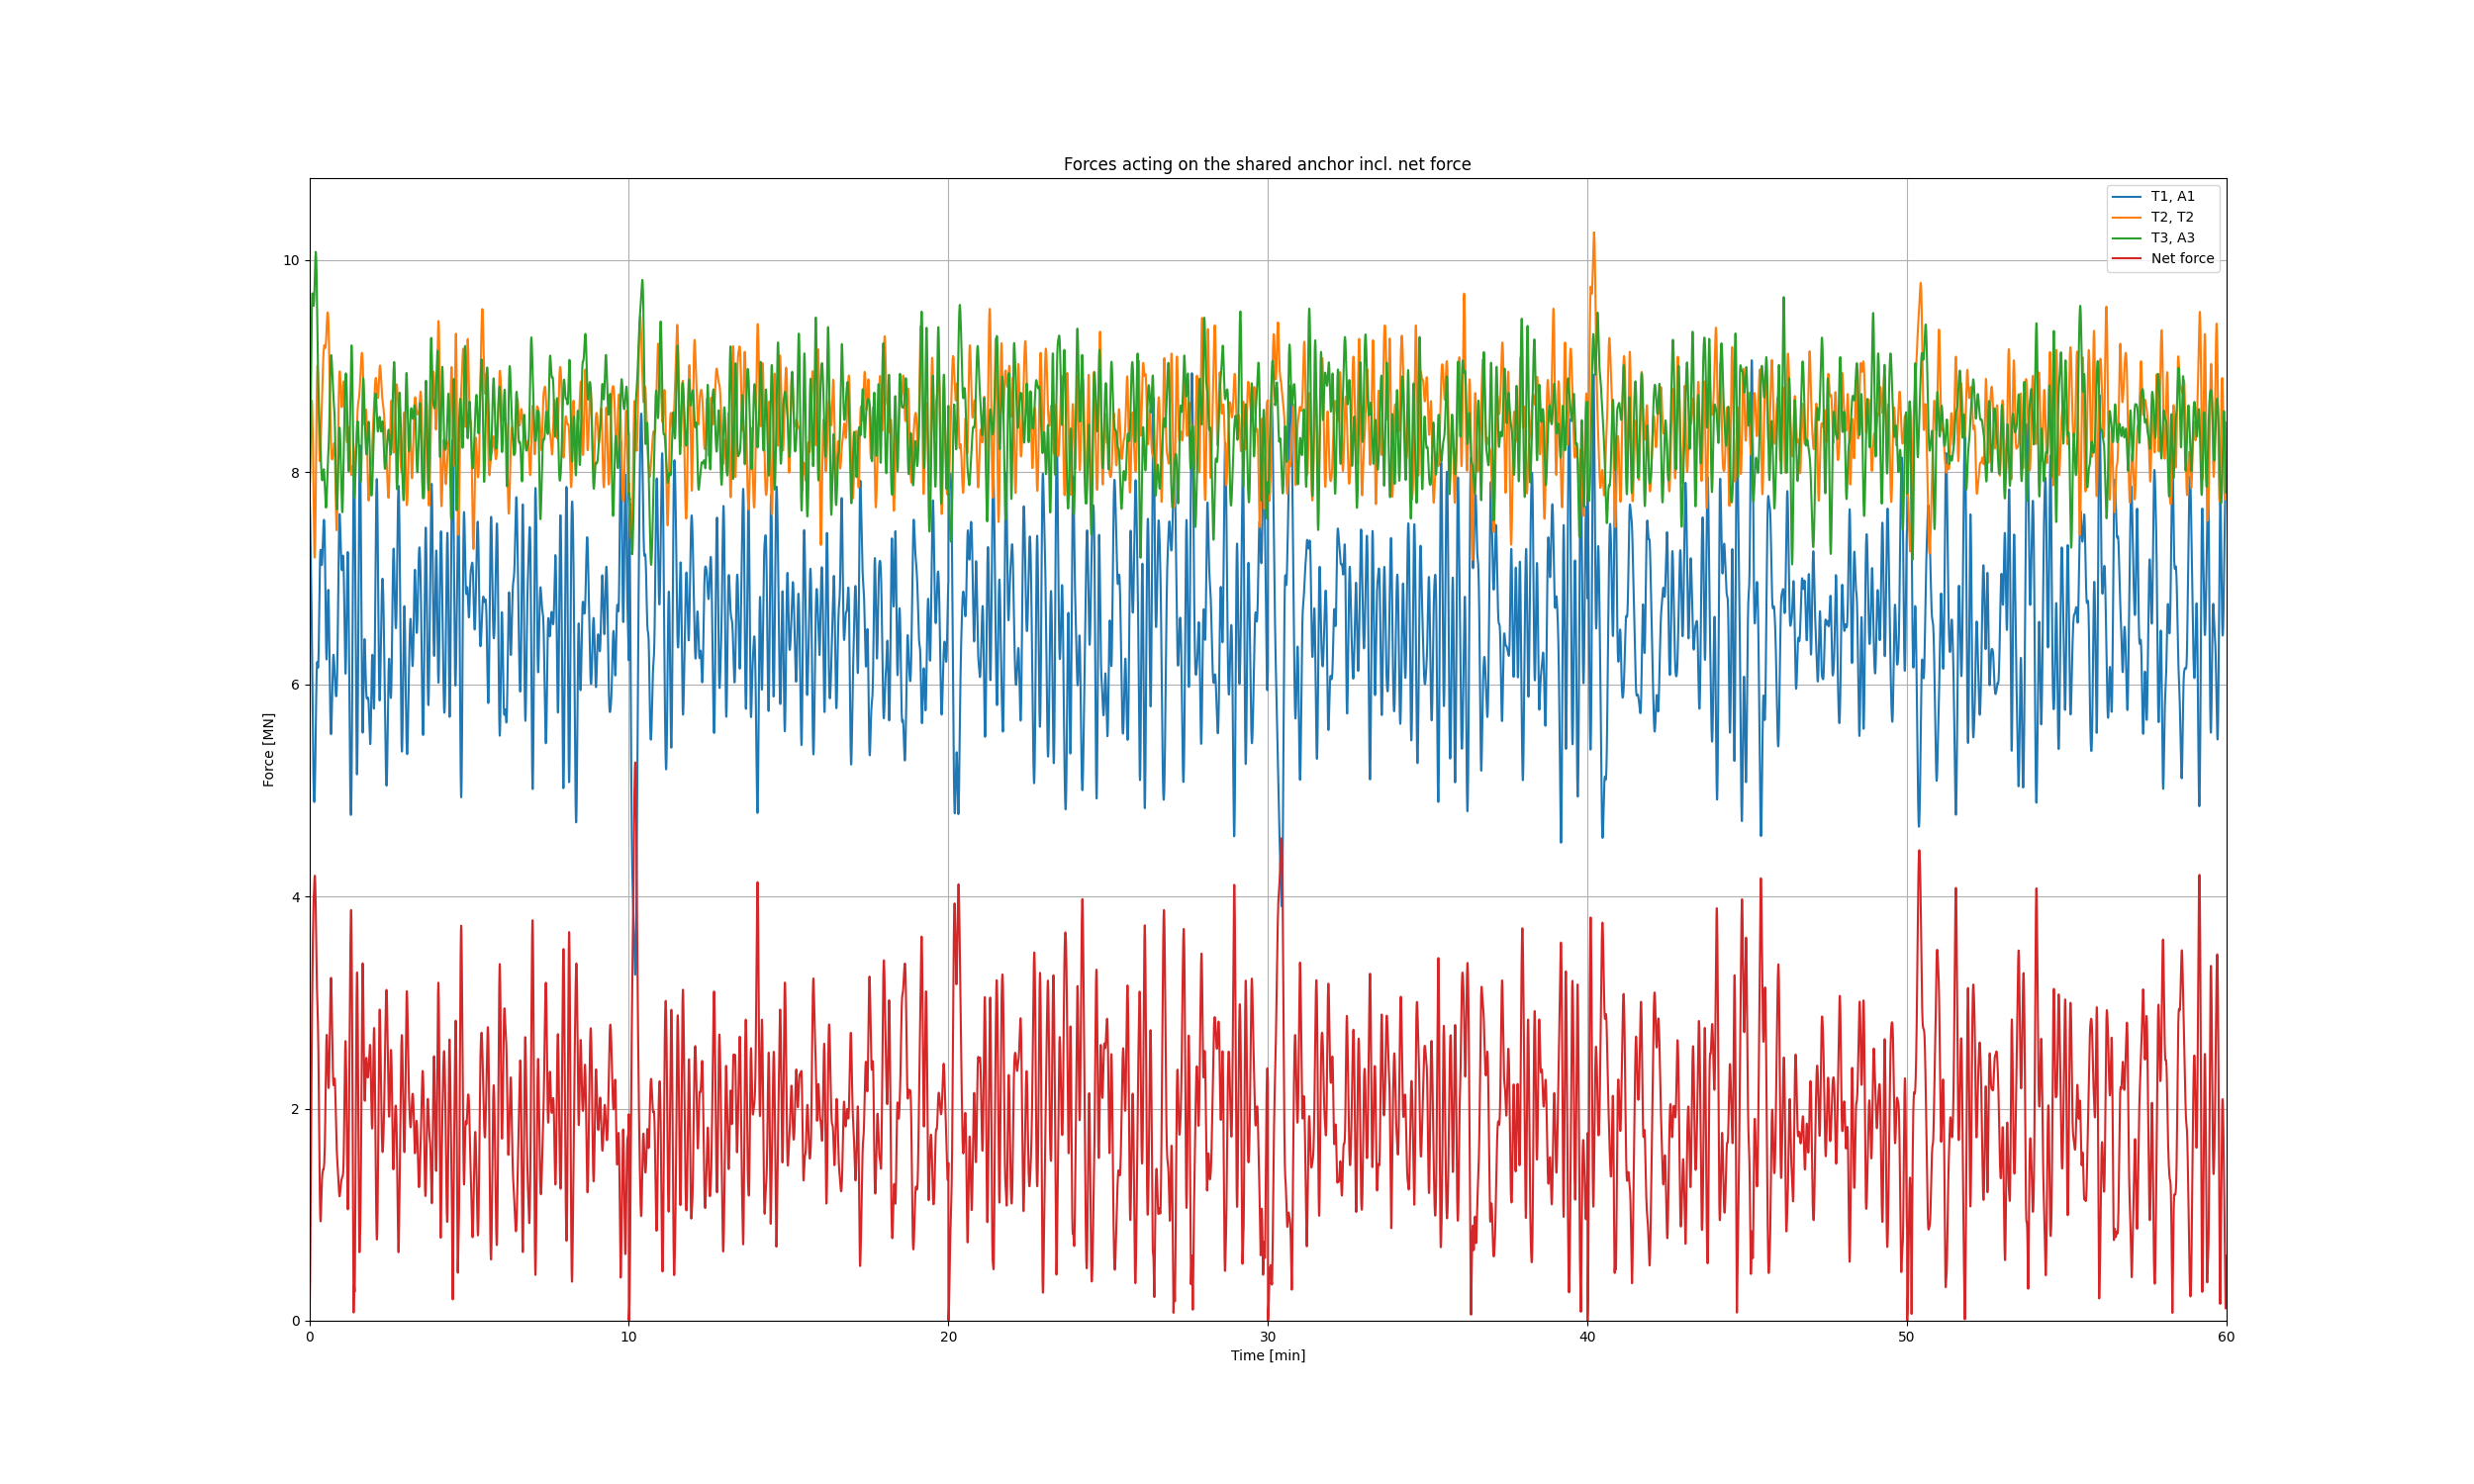 Forces acting on the shared anchor incl. net force
T1, A1
T2, T2
T3, A3
Net force
Force [MN]
10
8
6
4
2
0
0 10 20 30 40 50 60
Time [min]